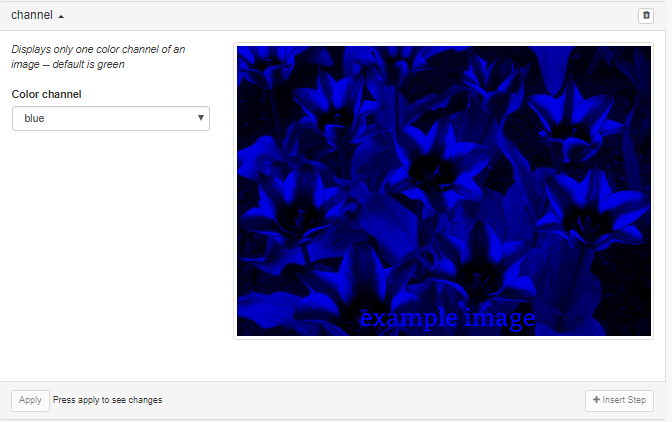 channel
Displays only one color channel of an
image -- default is green
Color channel
blue
example image
Apply Press apply to see changes
Insert Step